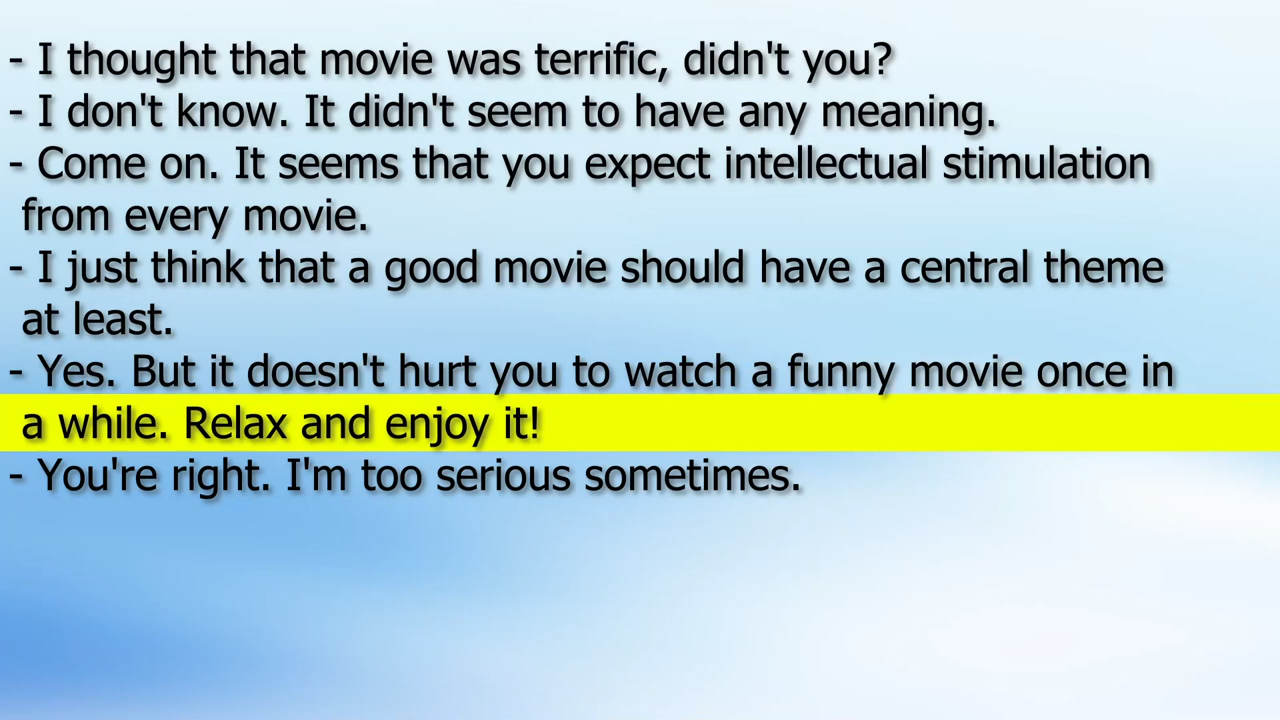 - I thought that movie was terrific, didn't you?
- I don't know. It didn't seem to have any meaning.
- Come on. It seems that you expect intellectual stimulation
from every movie.
- I just think that a good movie should have a central theme
at least.
- Yes. But it doesn't hurt you to watch a funny movie once in
a while. Relax and enjoy it!
- You're right. I'm too serious sometimes.